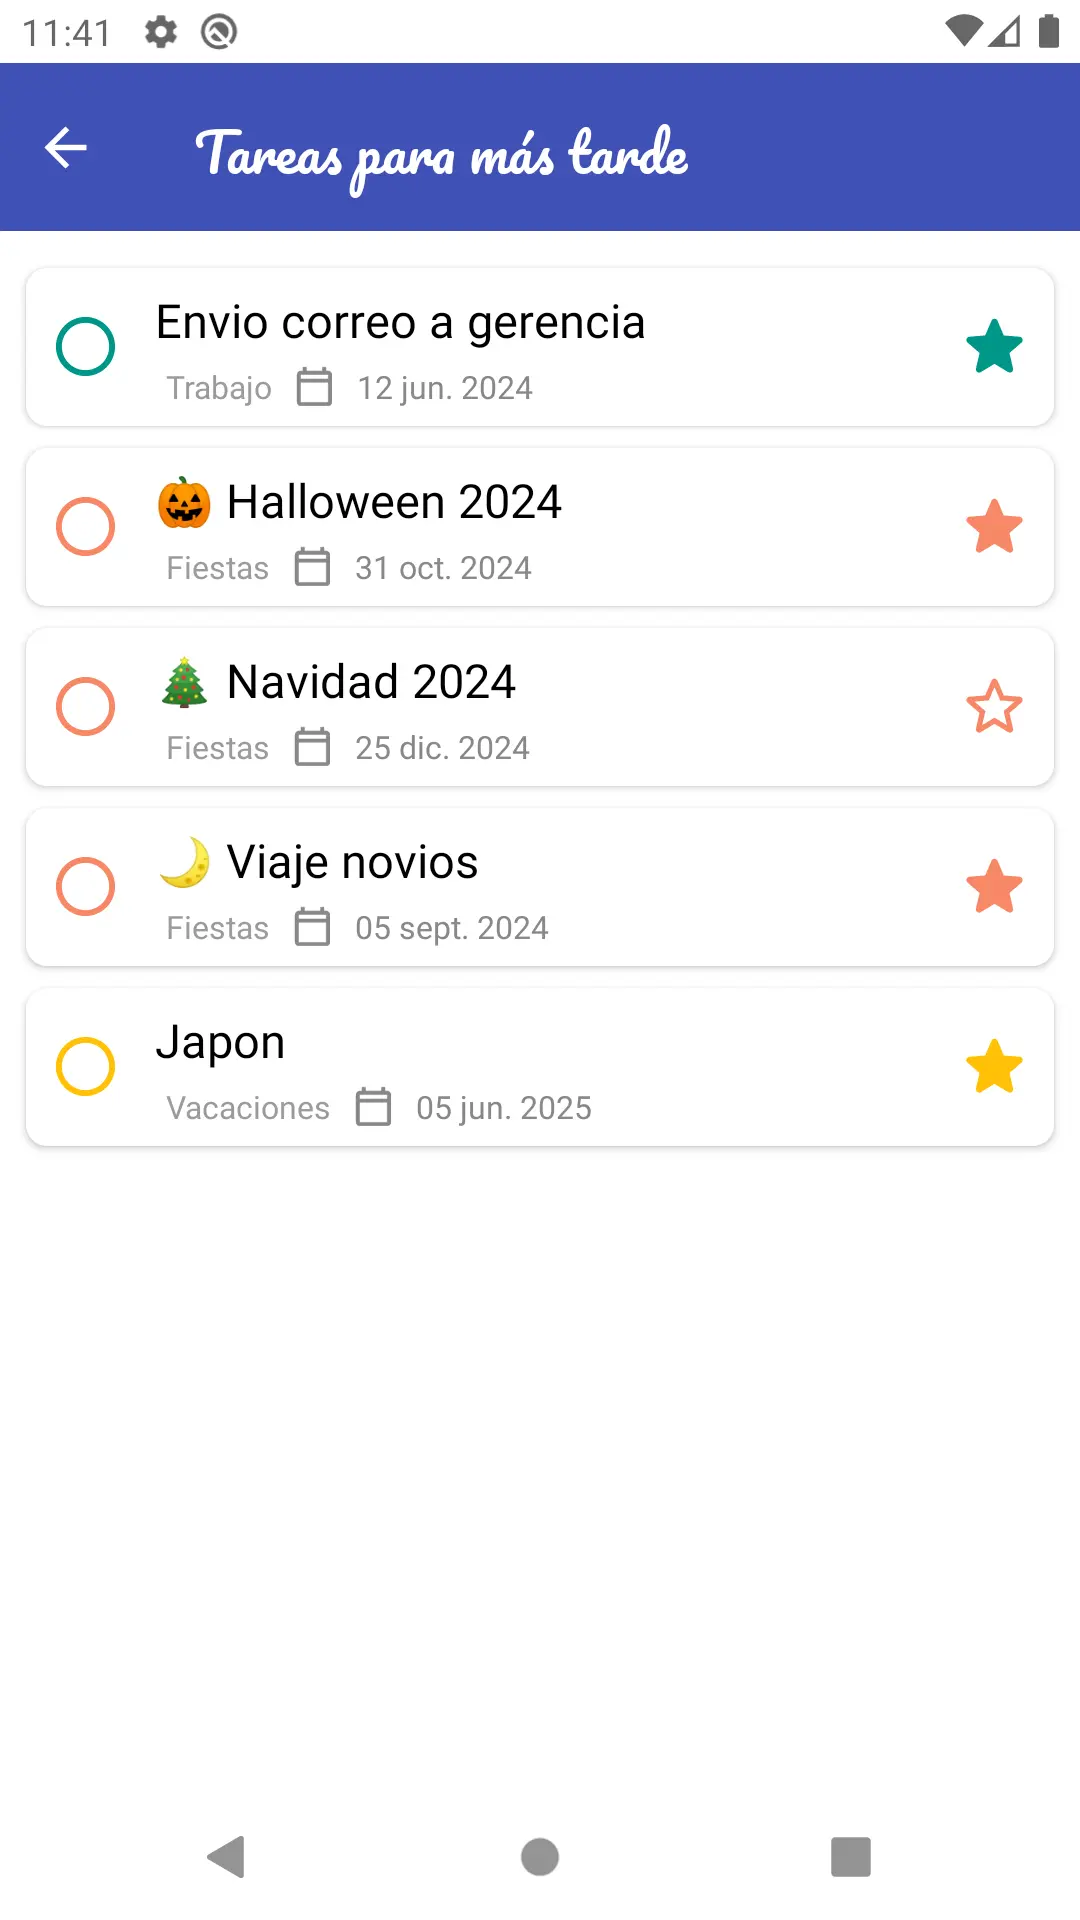 11:41
Tareas para más tarde
Envio correo a gerencia
Trabajo 12 jun. 2024
🎃 Halloween 2024
Fiestas 31 oct. 2024
🎄 Navidad 2024
Fiestas 25 dic. 2024
🌛 Viaje novios
Fiestas 05 sept. 2024
Japon
Vacaciones 05 jun. 2025